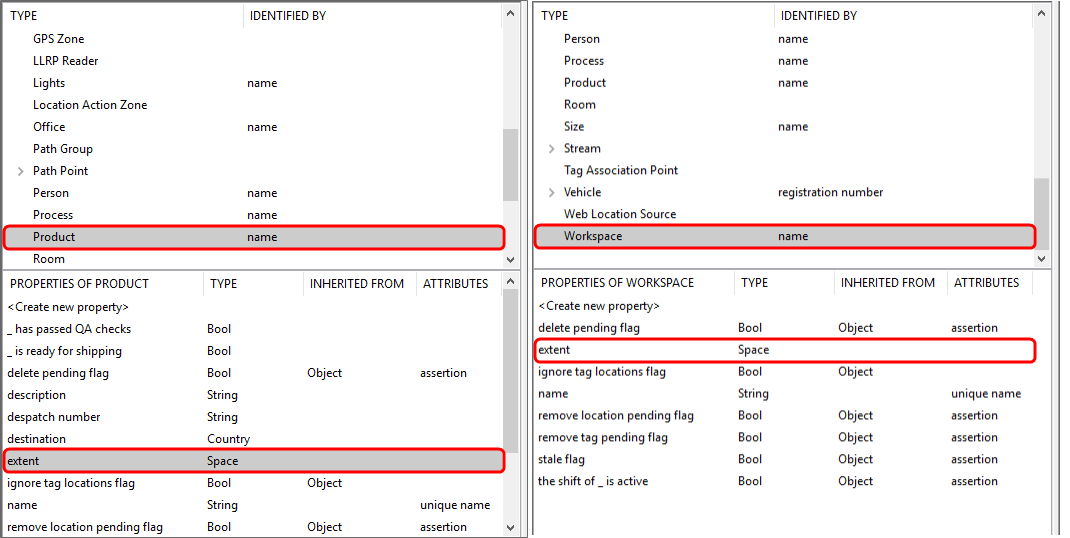 TYPE IDENTIFIED BY
GPS Zone
LLRP Reader
Lights name
Location Action Zone
Office name
Path Group
Path Point
Person name
Process name
Product name
Room
PROPERTIES OF PRODUCT TYPE INHERITED FROM ATTRIBUTES
<Create new property>
_ has passed QA checks Bool
_ is ready for shipping Bool
delete pending flag Bool Object assertion
description String
despatch number String
destination Country
extent Space
ignore tag locations flag Bool Object
name String unique name
remove location pending flag Bool Object assertion
TYPE IDENTIFIED BY
Person name
Process name
Product name
Room
Size name
Stream
Tag Association Point
Vehicle registration number
Web Location Source
Workspace name
PROPERTIES OF WORKSPACE TYPE INHERITED FROM ATTRIBUTES
<Create new property>
delete pending flag Bool Object assertion
extent Space
ignore tag locations flag Bool Object
name String unique name
remove location pending flag Bool Object assertion
remove tag pending flag Bool Object assertion
stale flag Bool Object assertion
the shift of _ is active Bool Object assertion